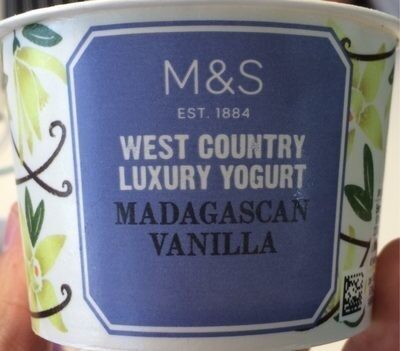 M&S
EST. 1884
WEST COUNTRY
LUXURY YOGURT
MADAGASCAN
VANILLA